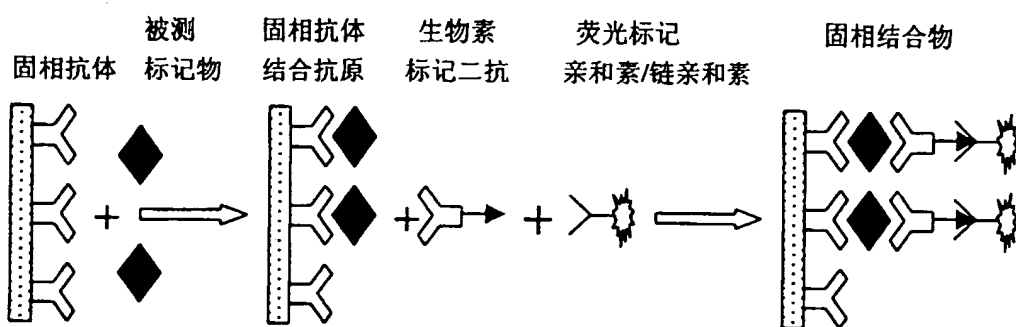 固相抗体
被测
标记物
固相抗体
结合抗原
生物素
标记二抗
荧光标记
亲和素/链亲和素
固相结合物